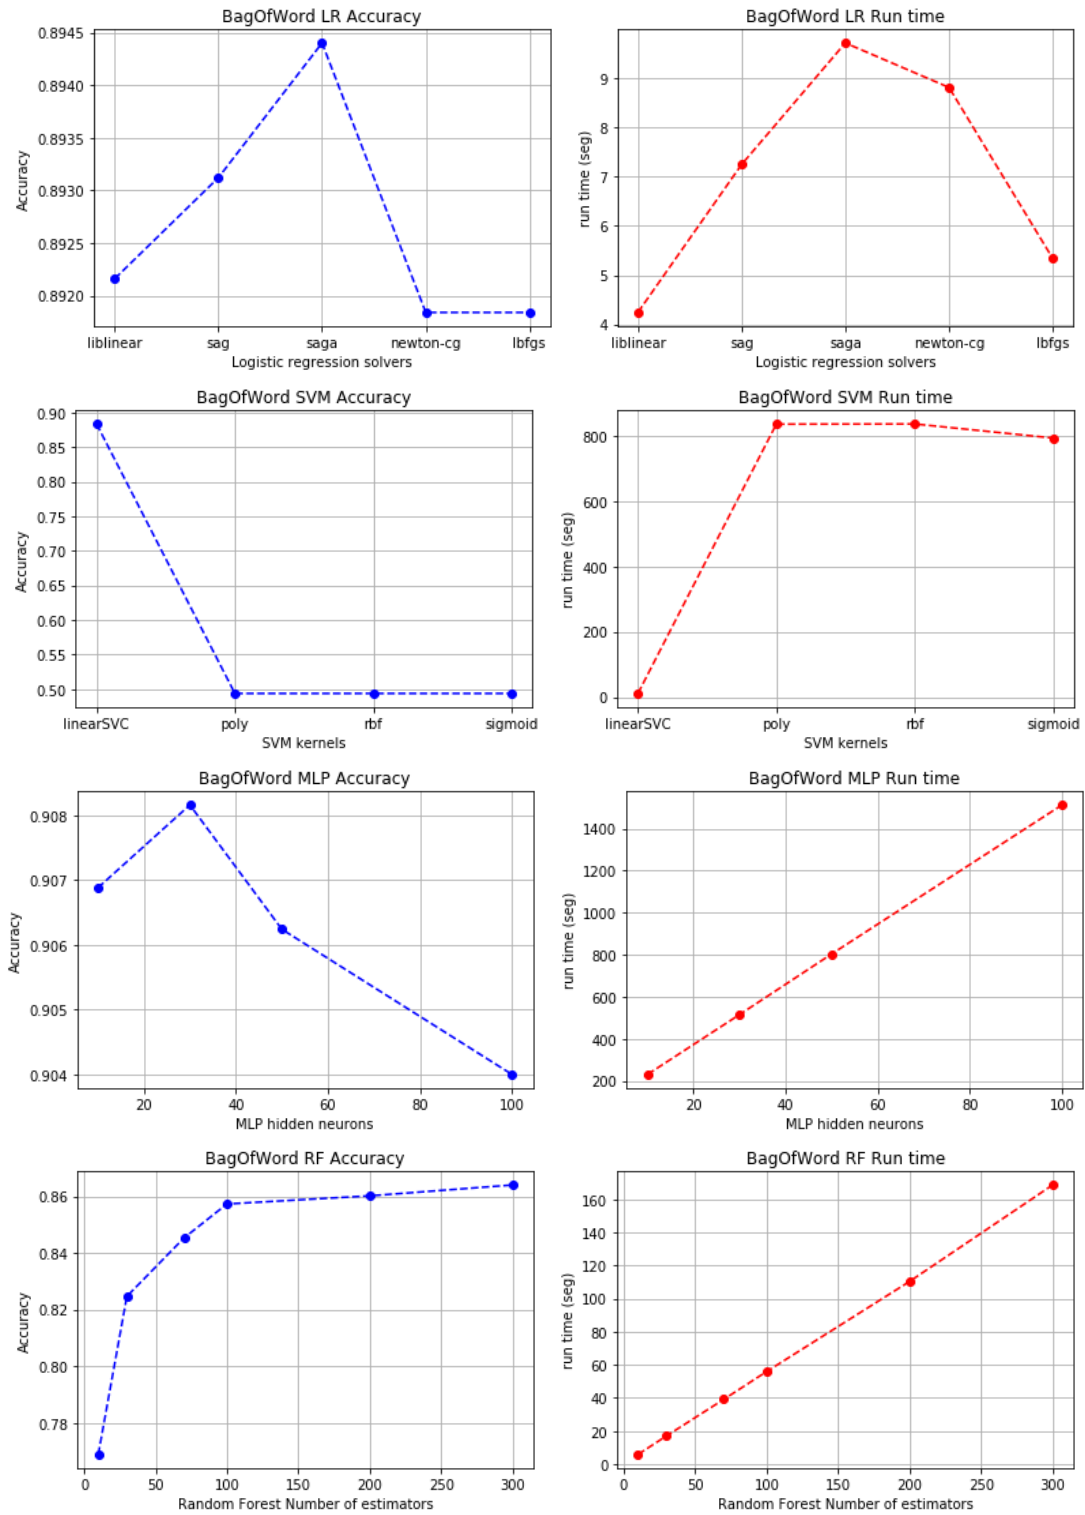 BagOfWord LR Accuracy
0.8945
0.8940
0.8935
0.8930
0.8925
0.8920
Accuracy
liblinear sag saga newton-cg lbfgs
Logistic regression solvers
BagOfWord LR Run time
9
8
7
6
5
4
run time (seg)
liblinear sag saga newton-cg lbfgs
Logistic regression solvers
BagOfWord SVM Accuracy
0.90
0.85
0.80
0.75
0.70
0.65
0.60
0.55
0.50
Accuracy
linearSVC poly rbf sigmoid
SVM kernels
BagOfWord SVM Run time
800
600
400
200
0
run time (seg)
linearSVC poly rbf sigmoid
SVM kernels
BagOfWord MLP Accuracy
0.908
0.907
0.906
0.905
0.904
Accuracy
20 40 60 80 100
MLP hidden neurons
BagOfWord MLP Run time
1400
1200
1000
800
600
400
200
run time (seg)
20 40 60 80 100
MLP hidden neurons
BagOfWord RF Accuracy
0.86
0.84
0.82
0.80
0.78
Accuracy
0 50 100 150 200 250 300
Random Forest Number of estimators
BagOfWord RF Run time
160
140
120
100
80
60
40
20
0
run time (seg)
0 50 100 150 200 250 300
Random Forest Number of estimators